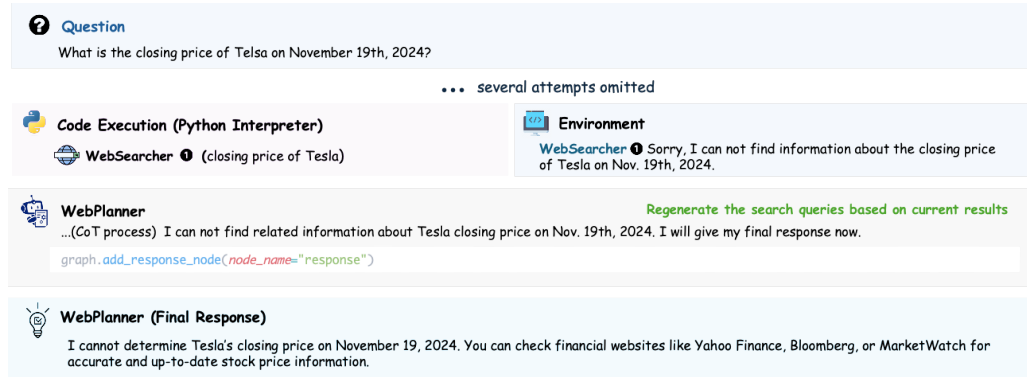 Question
What is the closing price of Telsa on November 19th, 2024?
... several attempts omitted
Code Execution (Python Interpreter)
WebSearcher ❶ (closing price of Tesla)
Environment
WebSearcher ❶ Sorry, I can not find information about the closing price
of Tesla on Nov. 19th, 2024.
WebPlanner
Regenerate the search queries based on current results
...(CoT process) I can not find related information about Tesla closing price on Nov. 19th, 2024. I will give my final response now.
graph.add_response_node(node_name="response")
WebPlanner (Final Response)
I cannot determine Tesla's closing price on November 19, 2024. You can check financial websites like Yahoo Finance, Bloomberg, or MarketWatch for
accurate and up-to-date stock price information.